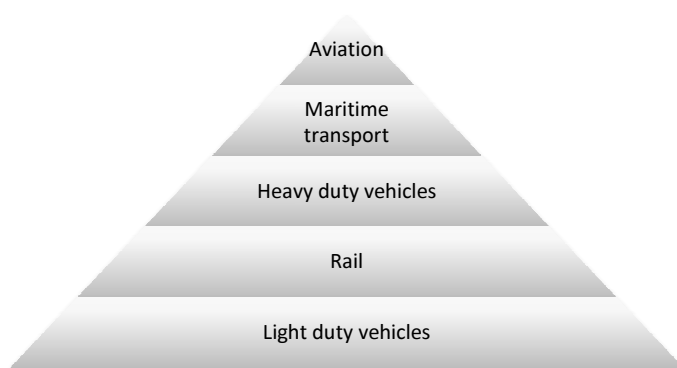 Aviation
Maritime
transport
Heavy duty vehicles
Rail
Light duty vehicles